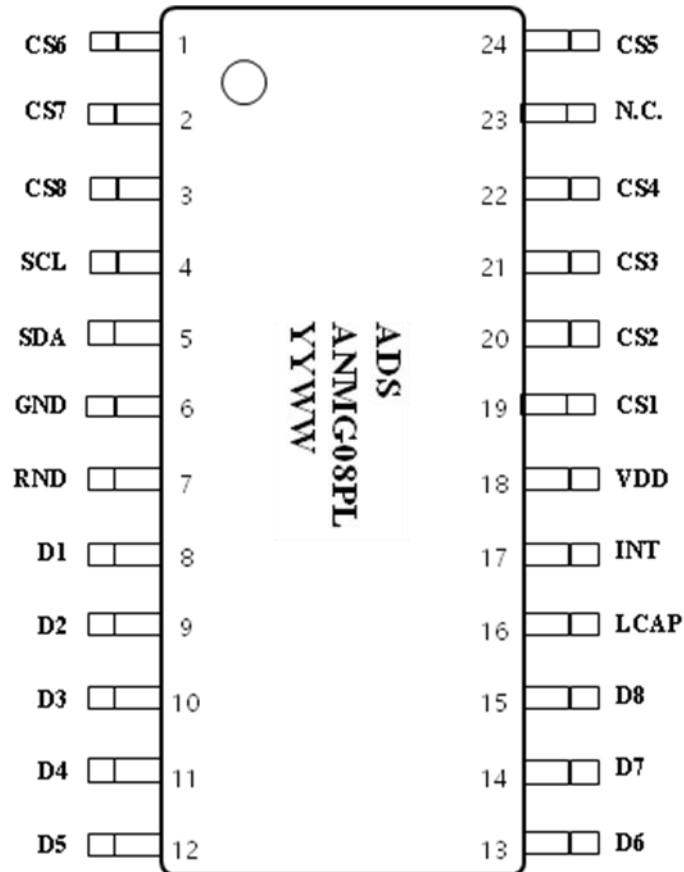 CS6 1 24 CS5
CS7 2 23 N.C.
CS8 3 22 CS4
SCL 4 21 CS3
SDA 5 20 CS2
GND 6 19 CS1
RND 7 18 VDD
D1 8 17 INT
D2 9 16 LCAP
D3 10 15 D8
D4 11 14 D7
D5 12 13 D6
ADS
ANMG08PL
YYWW